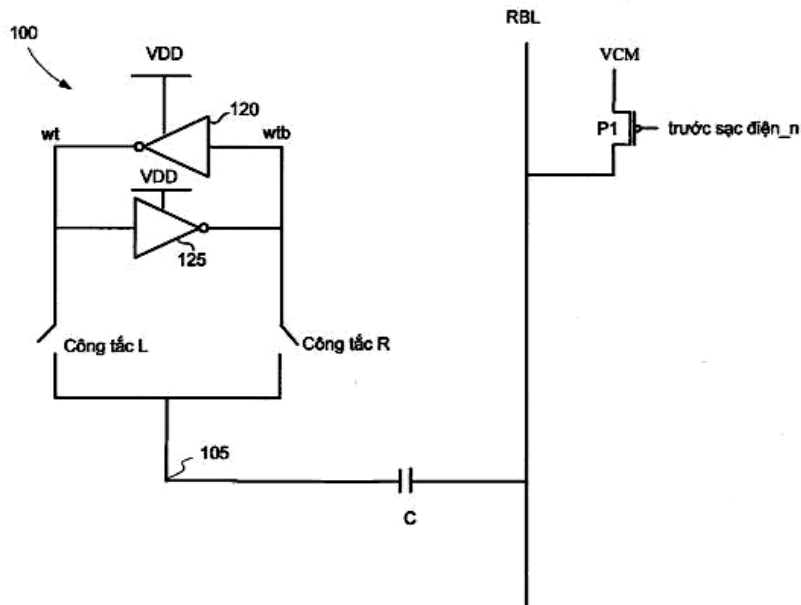 RBL
100
VDD
VCM
120
wt
wtb
P1
trước sạc điện_n
VDD
125
Công tắc L
Công tắc R
105
C